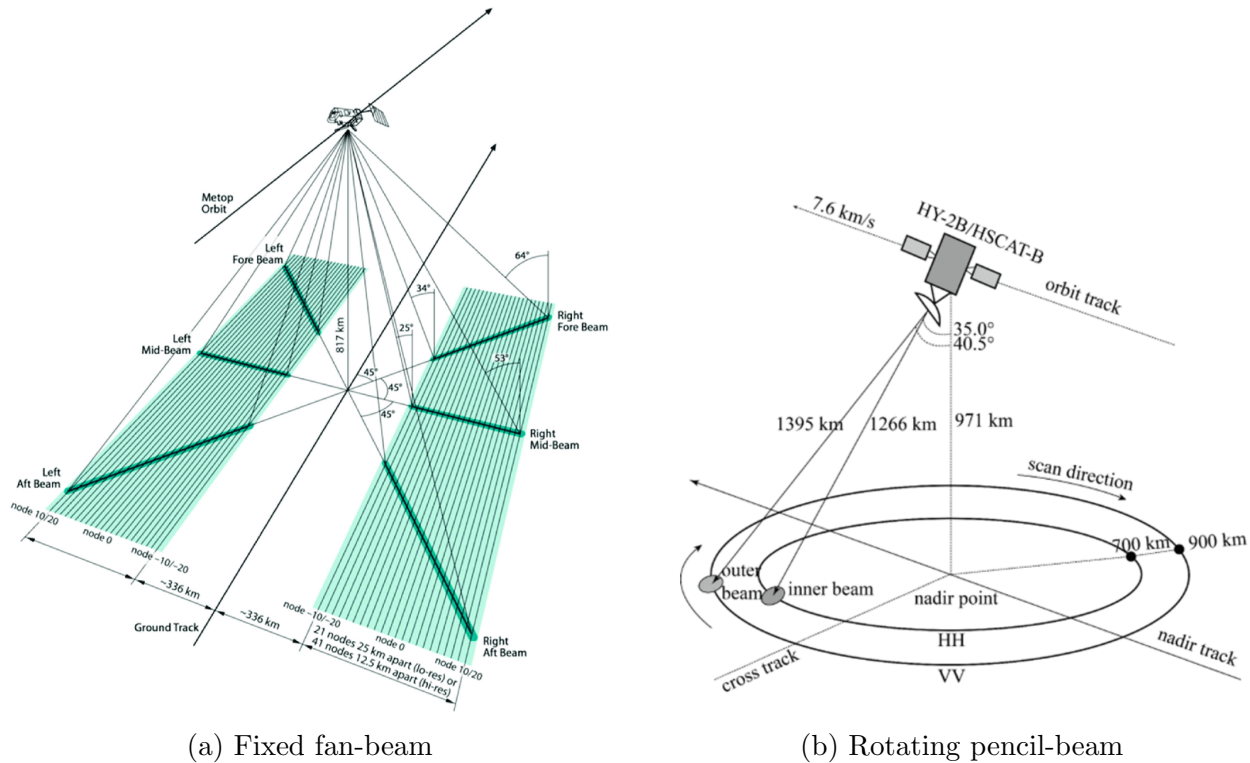 Metop
Orbit
Left
Fore Beam
64°
34°
Right
Fore Beam
817 km
25°
Left
Mid-Beam
53°
45°
45°
45°
Right
Mid-Beam
Left
Aft Beam
node 10/20
node 0
node –10/–20
~336 km
~336 km
Ground Track
node –10/–20
node 0
node 10/20
21 nodes 25 km apart (lo-res) or
41 nodes 12.5 km apart (hi-res)
Right
Aft Beam
(a) Fixed fan-beam
7.6 km/s
HY-2B/HSCAT-B
orbit track
35.0°
40.5°
1395 km
1266 km
971 km
scan direction
700 km
900 km
outer
beam
inner beam
nadir point
HH
VV
cross track
nadir track
(b) Rotating pencil-beam